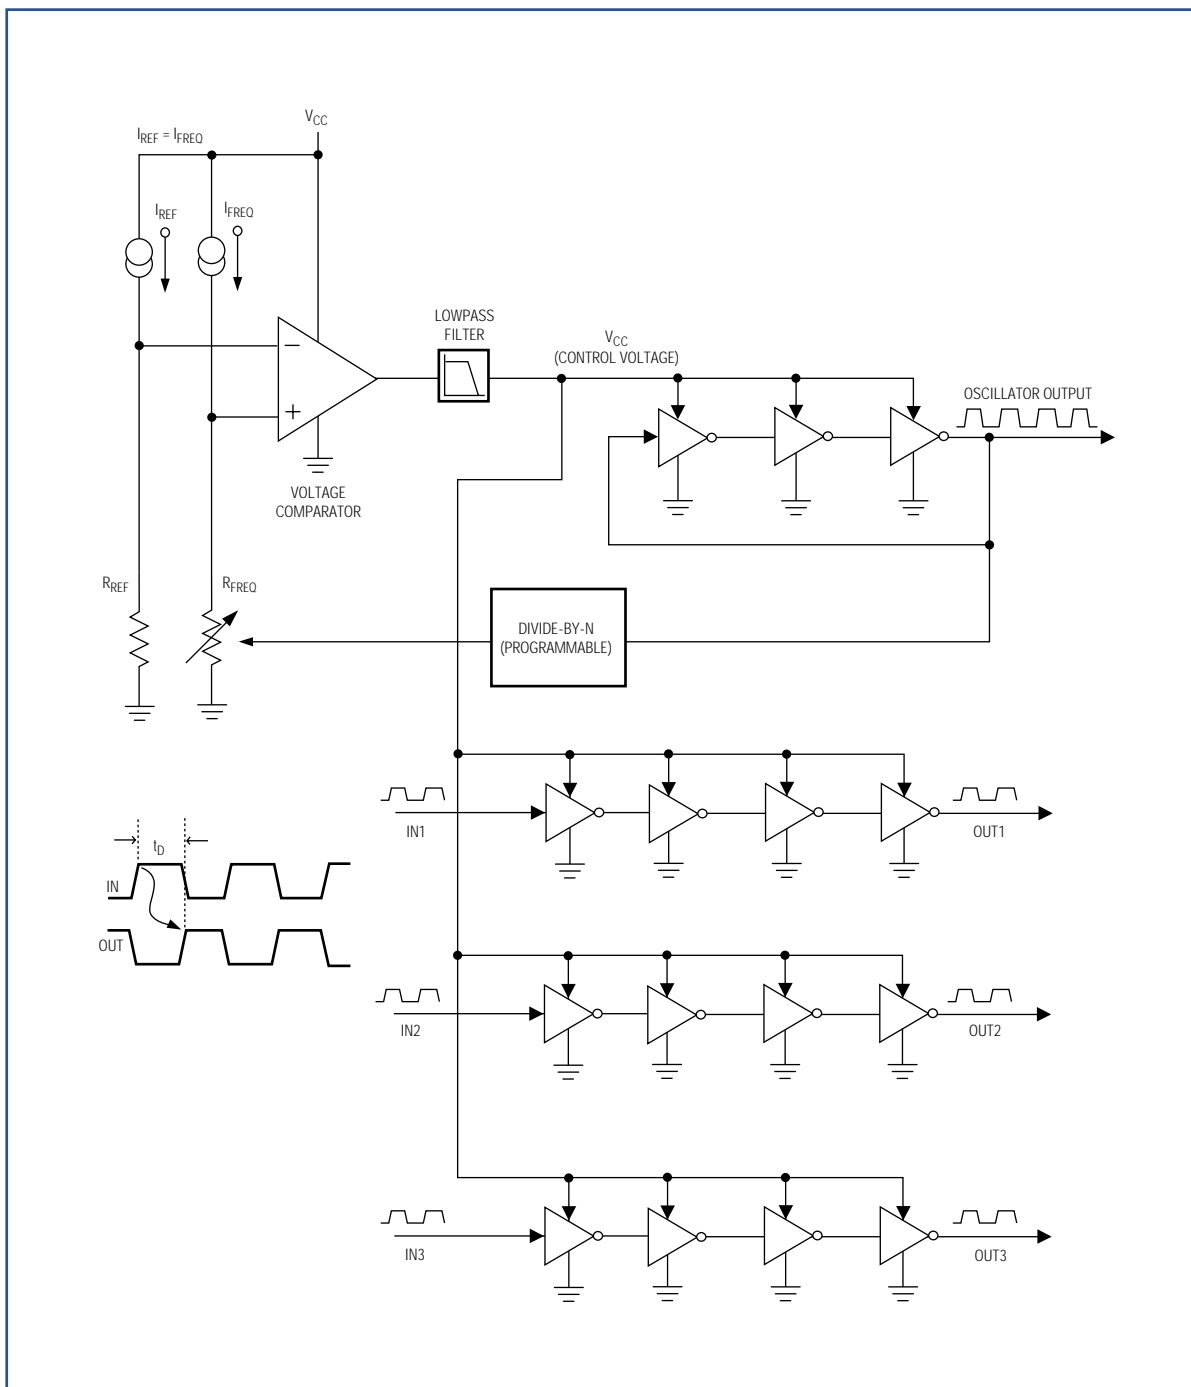 VCC
IREF = IFREQ
IREF
IFREQ
LOWPASS
FILTER
VCC
(CONTROL VOLTAGE)
OSCILLATOR OUTPUT
−
+
VOLTAGE
COMPARATOR
RREF
RFREQ
DIVIDE-BY-N
(PROGRAMMABLE)
IN1
OUT1
tD
IN
OUT
IN2
OUT2
IN3
OUT3